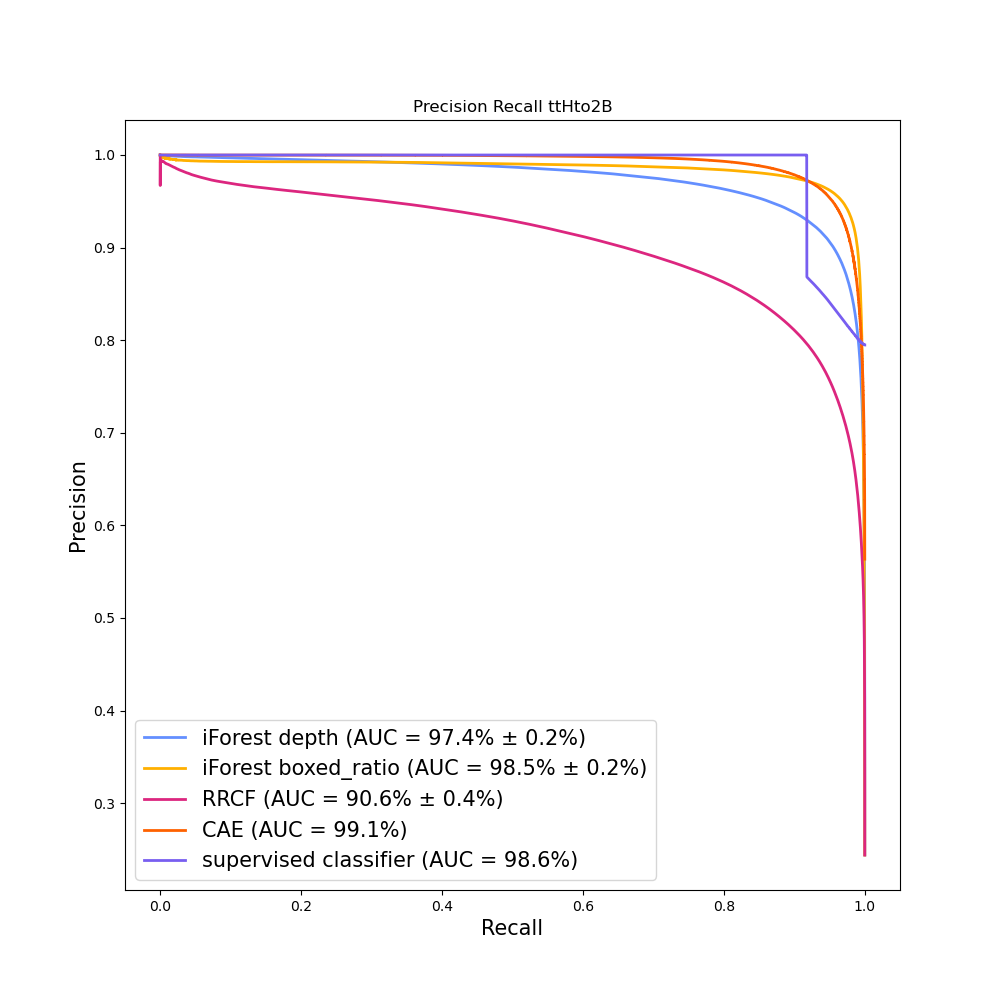 Precision Recall ttHto2B
1.0
0.9
0.8
0.7
0.6
0.5
0.4
0.3
Precision
iForest depth (AUC = 97.4% ± 0.2%)
iForest boxed_ratio (AUC = 98.5% ± 0.2%)
RRCF (AUC = 90.6% ± 0.4%)
CAE (AUC = 99.1%)
supervised classifier (AUC = 98.6%)
0.0 0.2 0.4 0.6 0.8 1.0
Recall